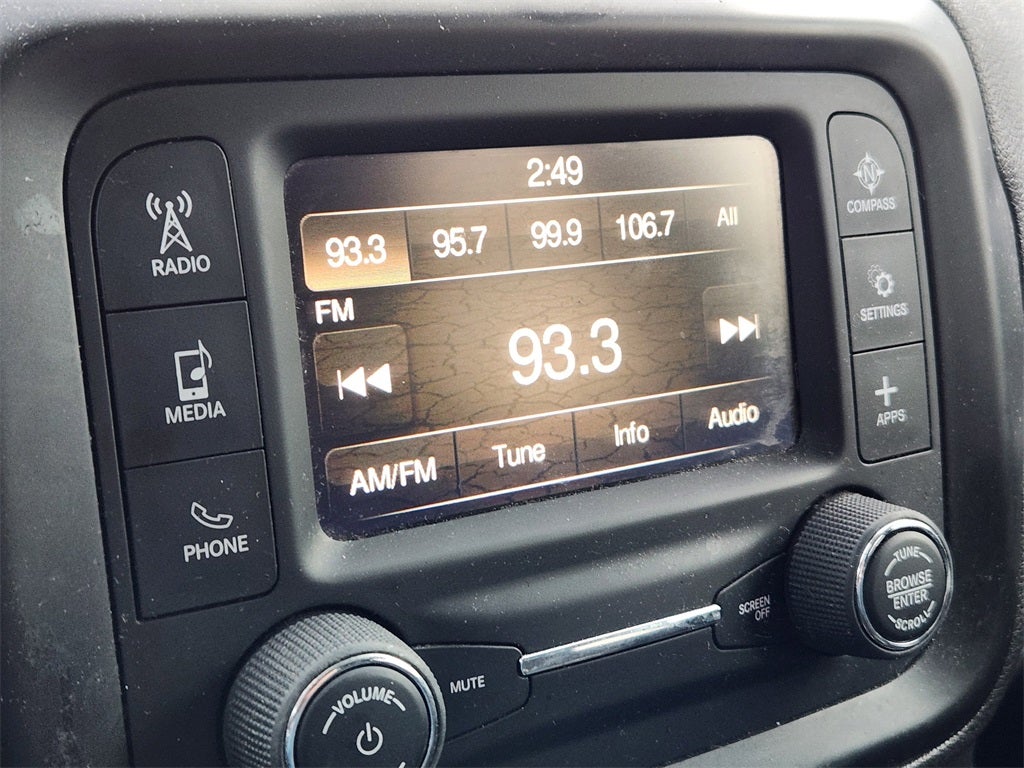 2:49
93.3 95.7 99.9 106.7 All
FM
93.3
AM/FM Tune Info Audio
RADIO
MEDIA
PHONE
N
COMPASS
SETTINGS
APPS
VOLUME
MUTE
SCREEN
OFF
TUNE
BROWSE
ENTER
SCROLL